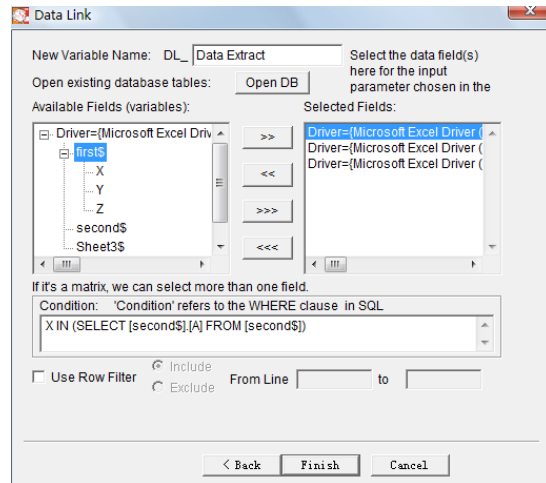 Data Link
New Variable Name: DL_ Data Extract
Select the data field(s)
here for the input
parameter chosen in the
Open existing database tables: Open DB
Available Fields (variables):
Selected Fields:
Driver={Microsoft Excel Driv
first$
X
Y
Z
second$
Sheet3$
>>
<<
>>>
<<<
Driver={Microsoft Excel Driver (
Driver={Microsoft Excel Driver (
Driver={Microsoft Excel Driver (
If it's a matrix, we can select more than one field.
Condition: 'Condition' refers to the WHERE clause in SQL
X IN (SELECT [second$].[A] FROM [second$])
Use Row Filter
Include
Exclude
From Line to
< Back Finish Cancel